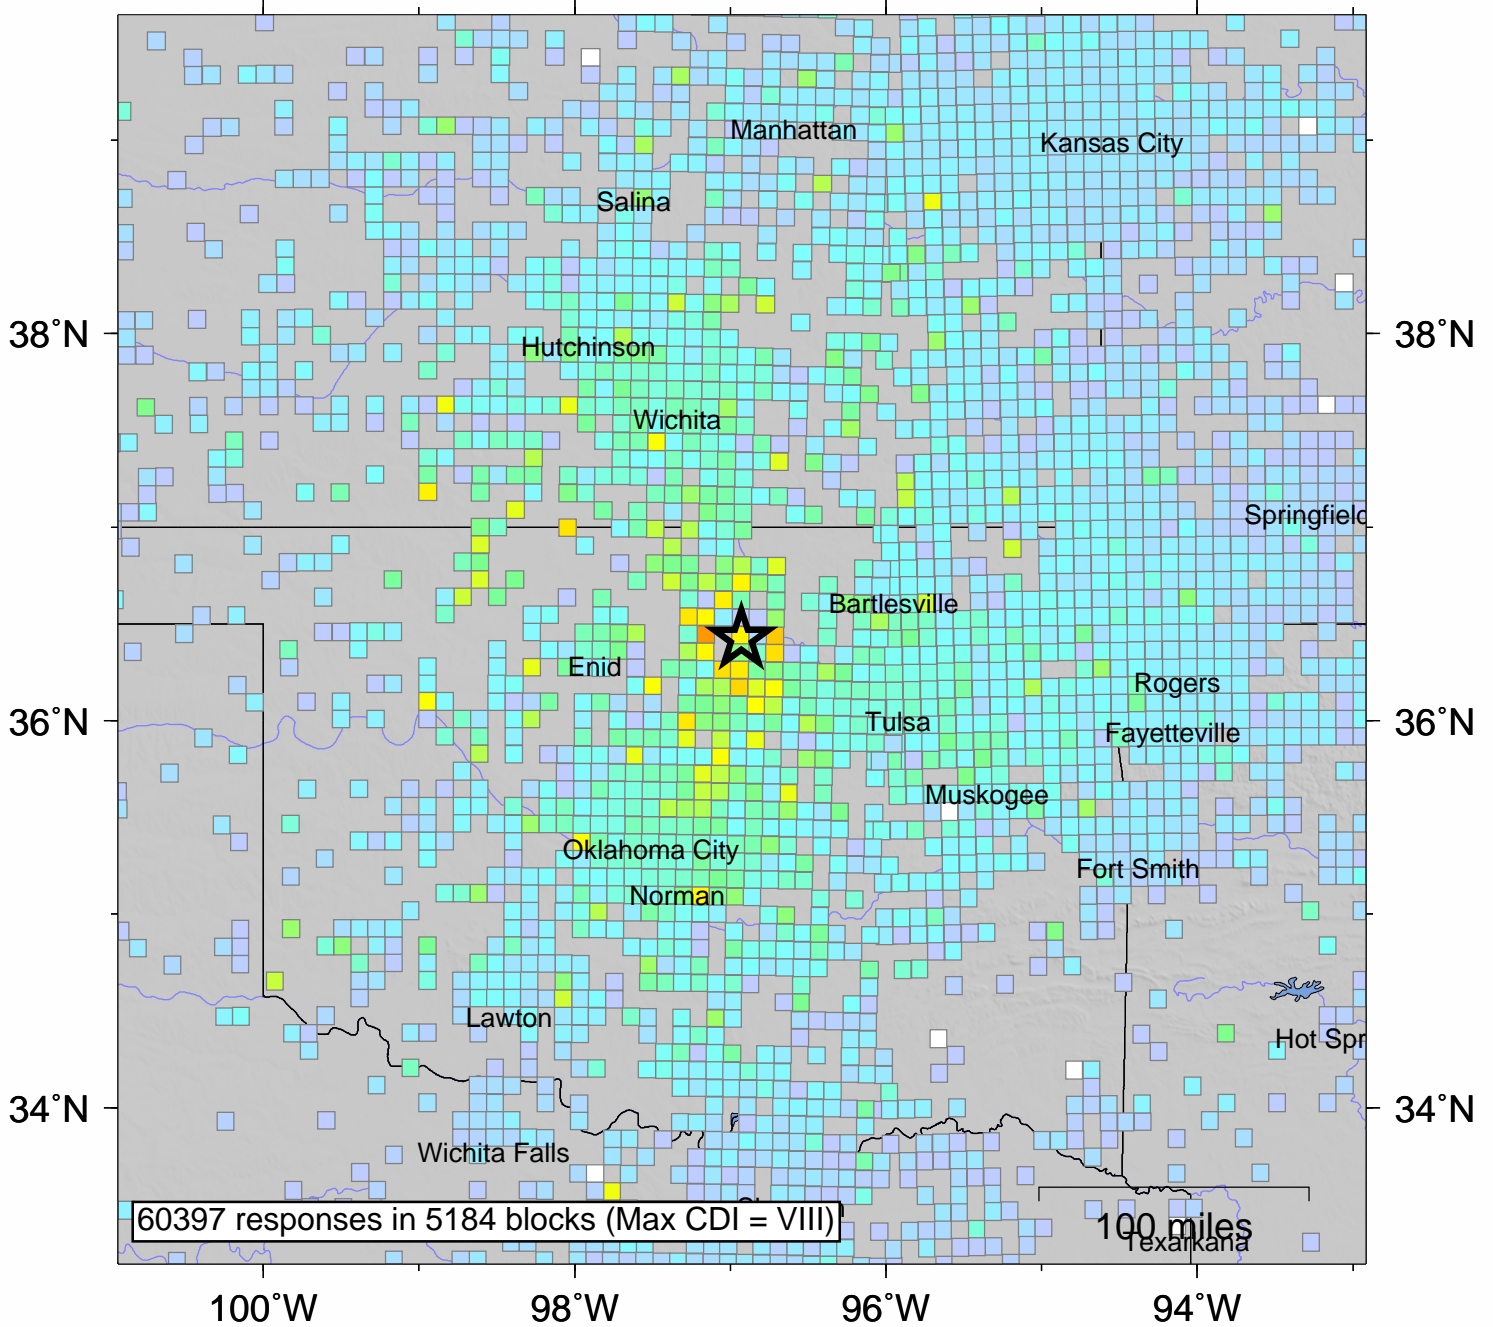 Manhattan
Kansas City
Salina
38°N
38°N
Hutchinson
Wichita
Springfield
Bartlesville
Enid
Rogers
36°N
Tulsa
36°N
Fayetteville
Muskogee
Oklahoma City
Fort Smith
Norman
Lawton
Hot Spr
34°N
34°N
Wichita Falls
60397 responses in 5184 blocks (Max CDI = VIII)
100 miles
Texarkana
100°W
98°W
96°W
94°W